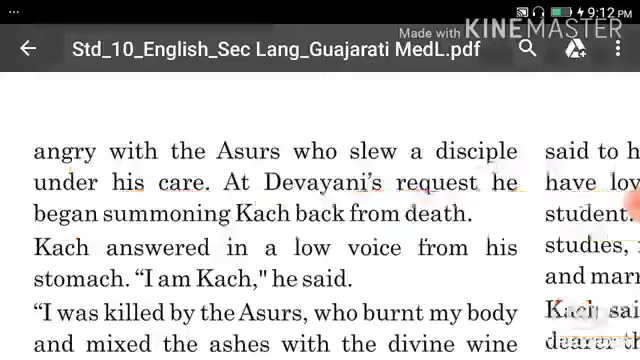 9:12 PM
Made with KINEMASTER
Std_10_English_Sec Lang_Guajarati MedL.pdf
angry with the Asurs who slew a disciple
under his care. At Devayani's request he
began summoning Kach back from death.
Kach answered in a low voice from his
stomach. “I am Kach," he said.
“I was killed by the Asurs, who burnt my body
and mixed the ashes with the divine wine
said to h
have lov
student.
studies,
and marr
Kach sai
dearer th